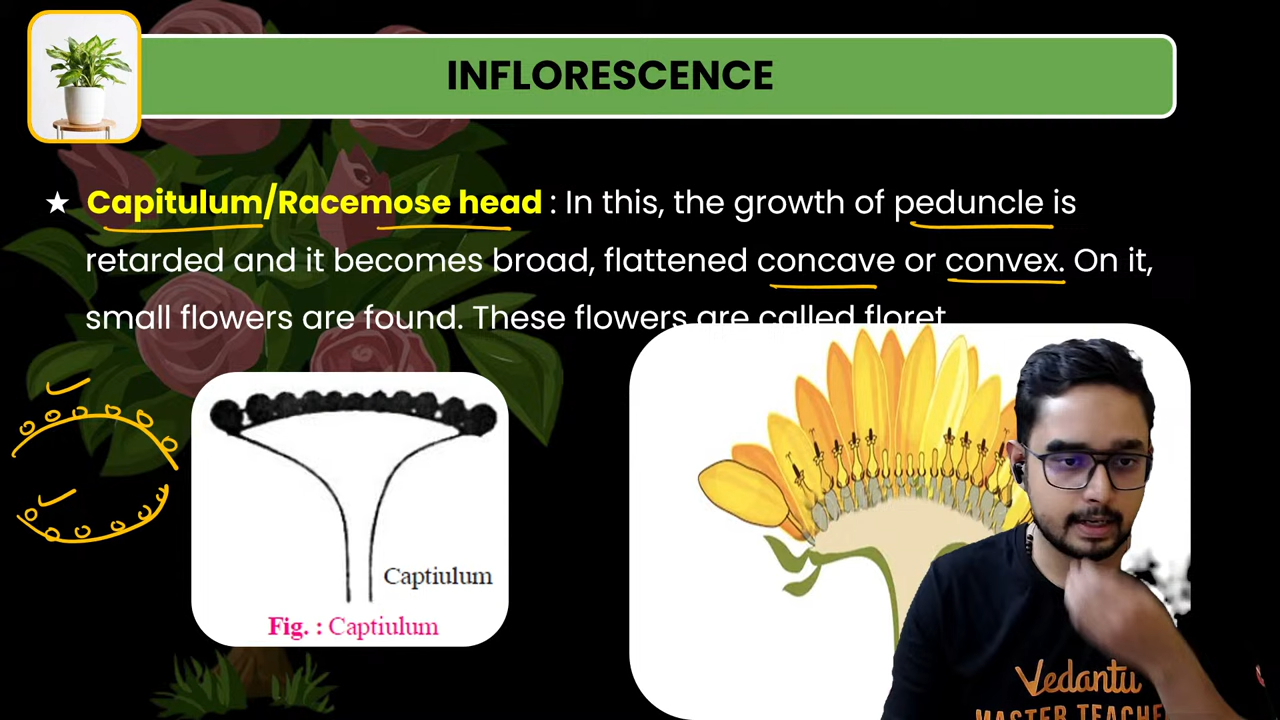 INFLORESCENCE
★ Capitulum/Racemose head : In this, the growth of peduncle is
retarded and it becomes broad, flattened concave or convex. On it,
small flowers are found. These flowers are called floret.
Captiulum
Fig. : Captiulum
Vedantu
MASTER TEACHE